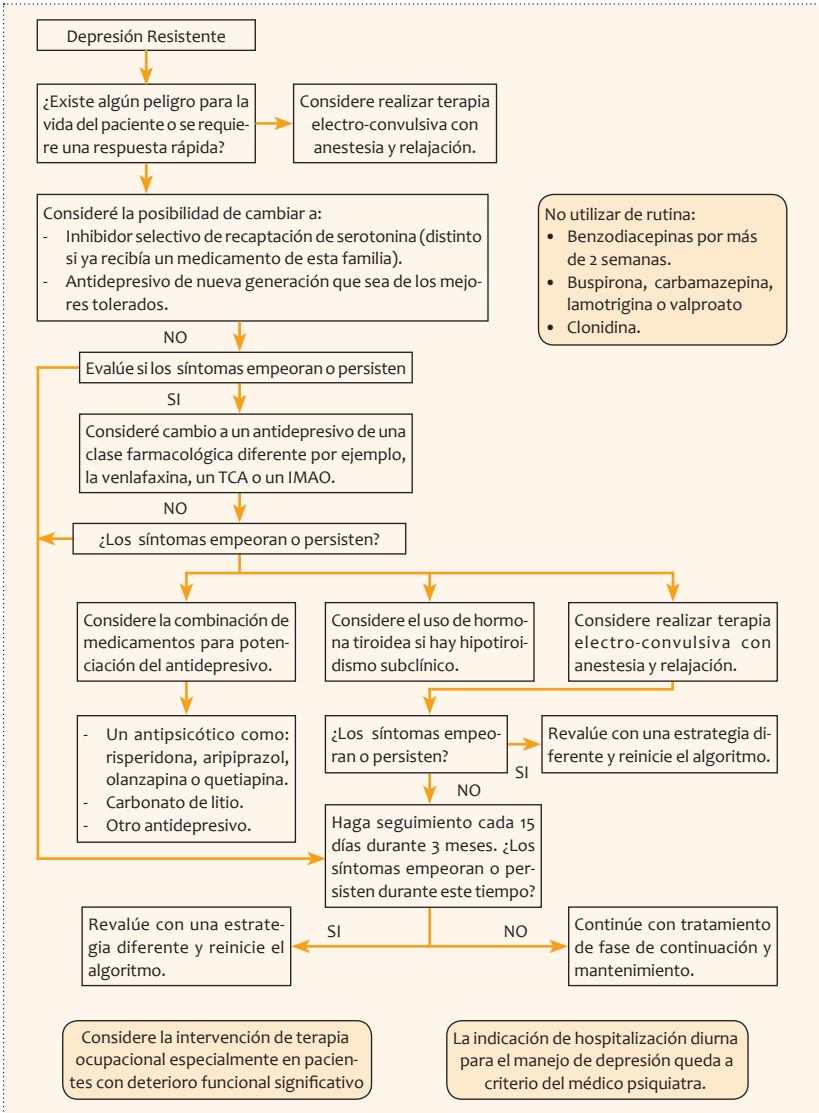 Depresión Resistente
¿Existe algún peligro para la
vida del paciente o se requie-
re una respuesta rápida?
Considere realizar terapia
electro-convulsiva con
anestesia y relajación.
Consideré la posibilidad de cambiar a:
- Inhibidor selectivo de recaptación de serotonina (distinto
si ya recibía un medicamento de esta familia).
- Antidepresivo de nueva generación que sea de los mejo-
res tolerados.
No utilizar de rutina:
• Benzodiacepinas por más
de 2 semanas.
• Buspirona, carbamazepina,
lamotrigina o valproato
• Clonidina.
NO
Evalúe si los síntomas empeoran o persisten
SI
Consideré cambio a un antidepresivo de una
clase farmacológica diferente por ejemplo,
la venlafaxina, un TCA o un IMAO.
NO
¿Los síntomas empeoran o persisten?
Considere la combinación de
medicamentos para poten-
ciación del antidepresivo.
Considere el uso de hormo-
na tiroidea si hay hipotiroi-
dismo subclínico.
Considere realizar terapia
electro-convulsiva con
anestesia y relajación.
- Un antipsicótico como:
risperidona, aripiprazol,
olanzapina o quetiapina.
- Carbonato de litio.
- Otro antidepresivo.
¿Los síntomas empeo-
ran o persisten?
SI
Revalúe con una estrategia di-
ferente y reinicie el algoritmo.
NO
Haga seguimiento cada 15
días durante 3 meses. ¿Los
síntomas empeoran o per-
sisten durante este tiempo?
Revalúe con una estrate-
gia diferente y reinicie el
algoritmo.
SI
NO
Continúe con tratamiento
de fase de continuación y
mantenimiento.
Considere la intervención de terapia
ocupacional especialmente en pacien-
tes con deterioro funcional significativo
La indicación de hospitalización diurna
para el manejo de depresión queda a
criterio del médico psiquiatra.